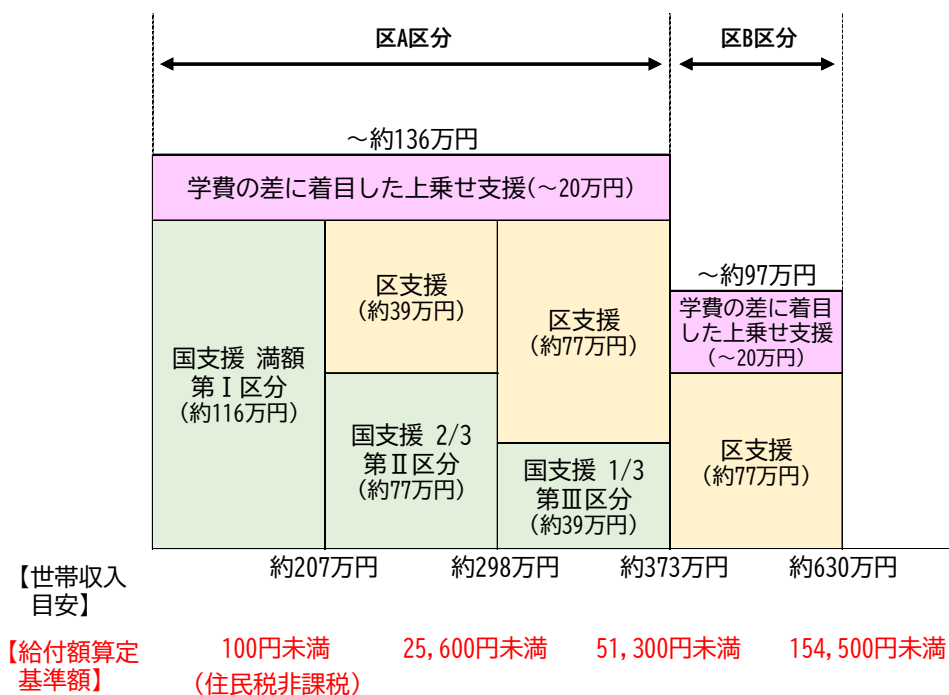 区A区分
区B区分
～約136万円
学費の差に着目した上乗せ支援(～20万円)
国支援 満額
第Ⅰ区分
(約116万円)
区支援
(約39万円)
国支援 2/3
第Ⅱ区分
(約77万円)
区支援
(約77万円)
国支援 1/3
第Ⅲ区分
(約39万円)
～約97万円
学費の差に着目
した上乗せ支援
(～20万円)
区支援
(約77万円)
【世帯収入
目安】
約207万円
約298万円
約373万円
約630万円
【給付額算定
基準額】
100円未満
(住民税非課税)
25,600円未満
51,300円未満
154,500円未満